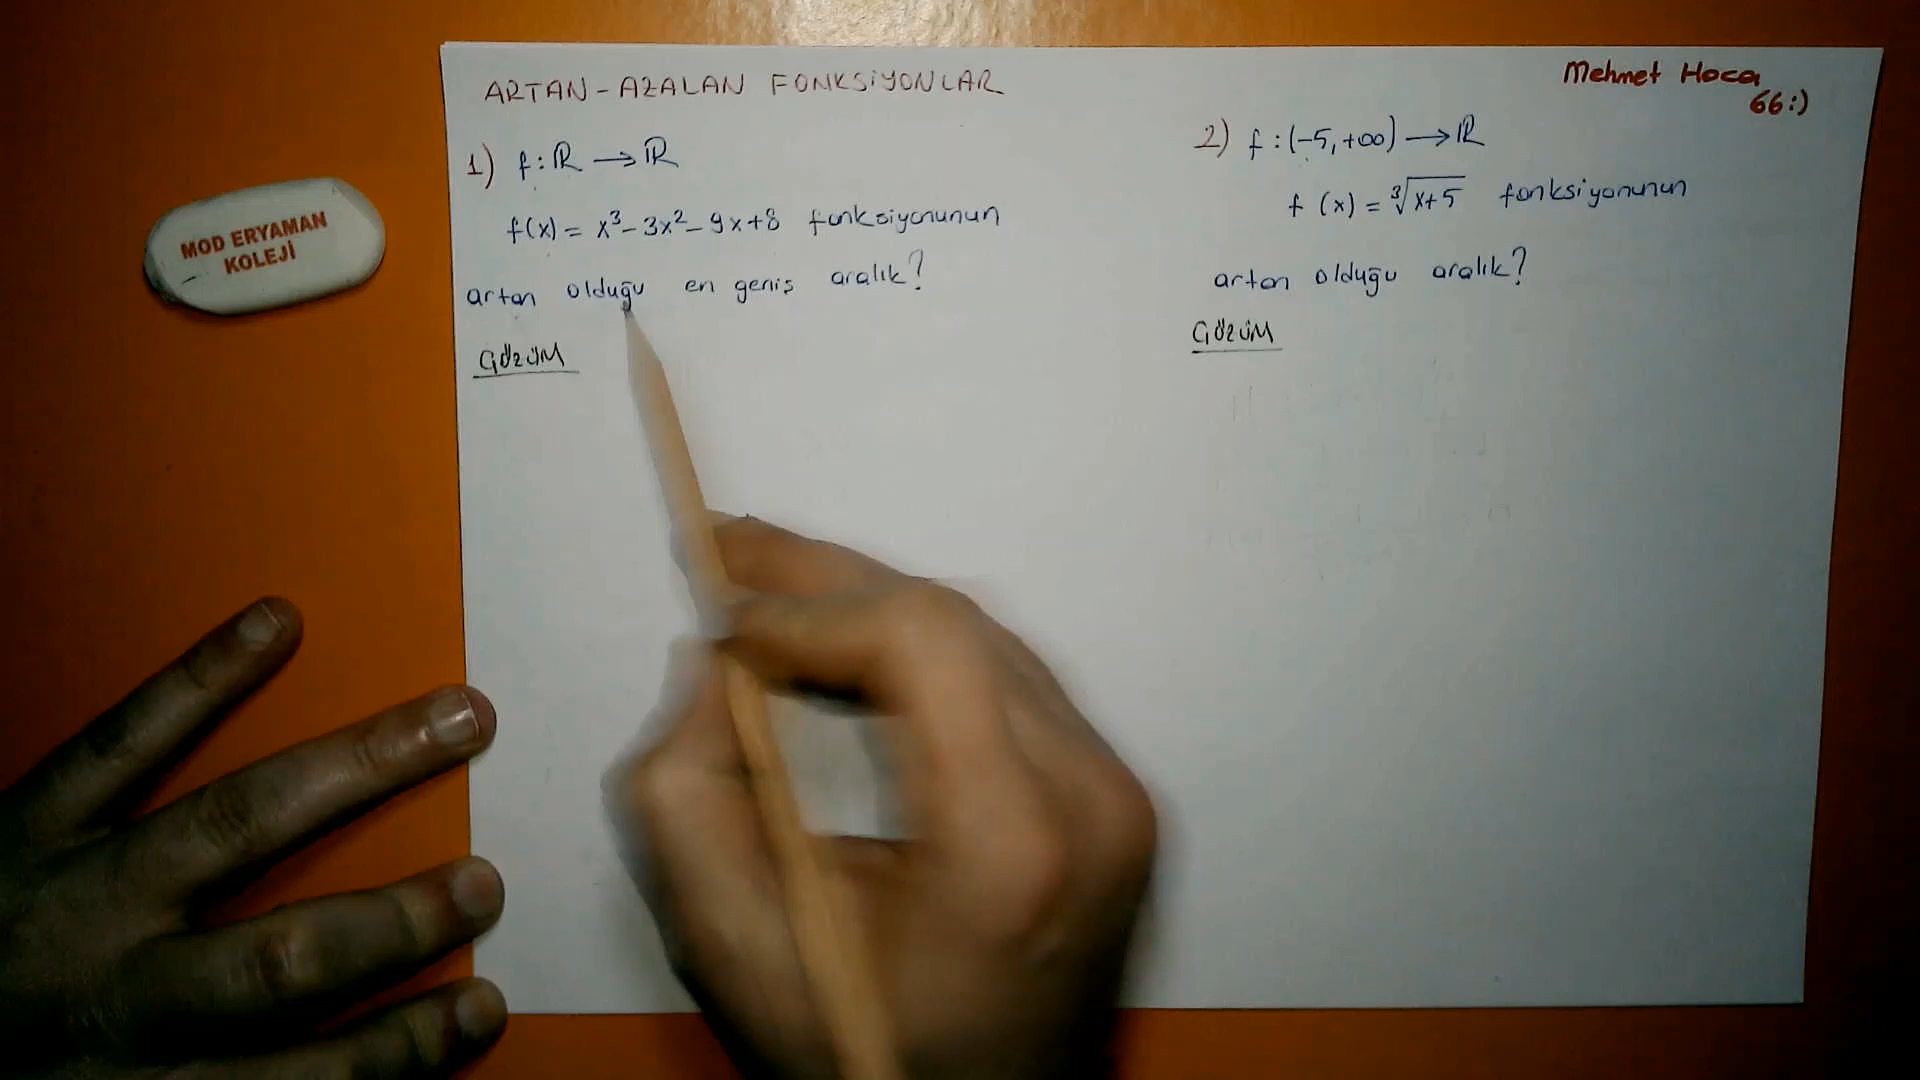 ARTAN-AZALAN FONKSİYONLAR
Mehmet Hoca
66:)
1) f:ℝ → ℝ
f(x) = x³-3x²-9x+8 fonksiyonunun
artan olduğu en geniş aralık?
ÇÖZÜM
2) f:(-5,+∞) → ℝ
f (x) = ∛(x+5) fonksiyonunun
artan olduğu aralık?
ÇÖZÜM
MOD ERYAMAN
KOLEJİ